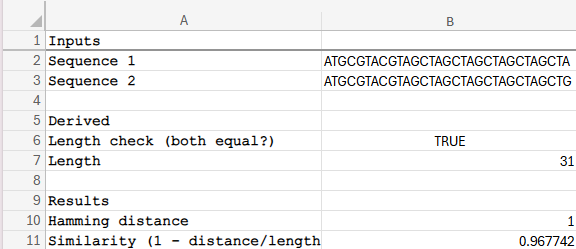 A B
1 Inputs
2 Sequence 1 ATGCGTACGTAGCTAGCTAGCTAGCTAGCTA
3 Sequence 2 ATGCGTACGTAGCTAGCTAGCTAGCTAGCTG
4
5 Derived
6 Length check (both equal?) TRUE
7 Length 31
8
9 Results
10 Hamming distance 1
11 Similarity (1 - distance/length 0.967742